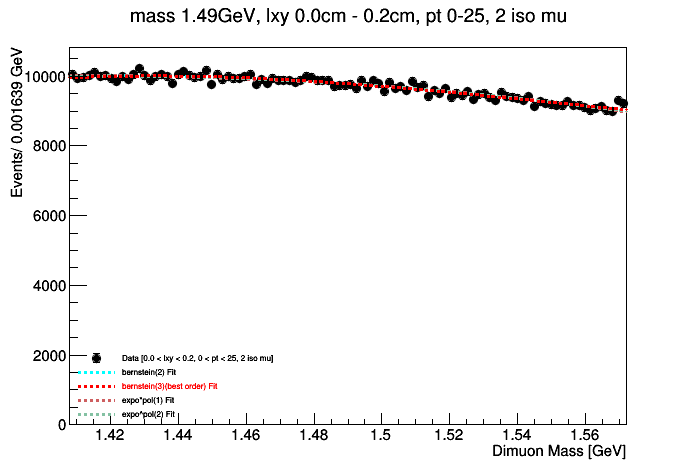 mass 1.49GeV, lxy 0.0cm - 0.2cm, pt 0-25, 2 iso mu
Events/ 0.001639 GeV
10000
8000
6000
4000
2000
0
Data [0.0 < lxy < 0.2, 0 < pt < 25, 2 iso mu]
bernstein(2) Fit
bernstein(3)(best order) Fit
expo*pol(1) Fit
expo*pol(2) Fit
1.42 1.44 1.46 1.48 1.5 1.52 1.54 1.56
Dimuon Mass [GeV]